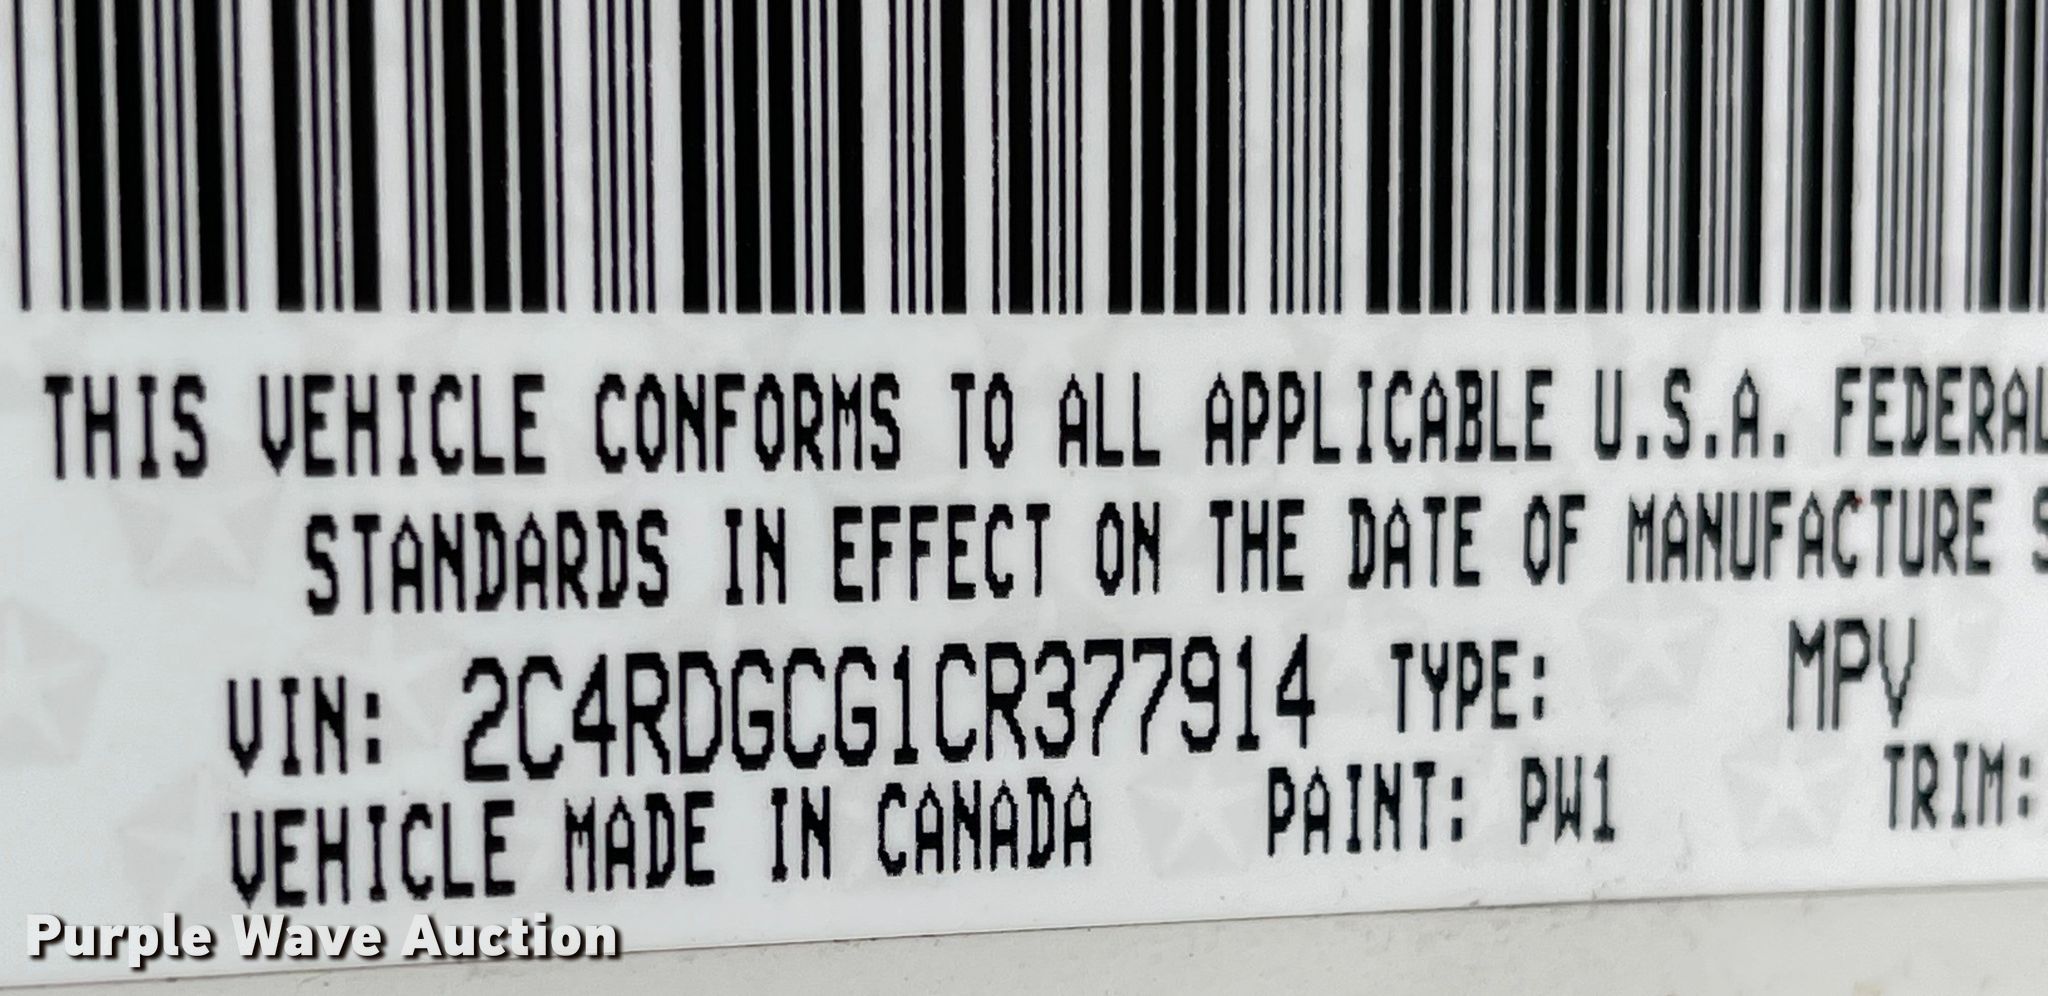 THIS VEHICLE CONFORMS TO ALL APPLICABLE U.S.A. FEDERAL
STANDARDS IN EFFECT ON THE DATE OF MANUFACTURE S
VIN: 2C4RDGCG1CR377914 TYPE: MPV
VEHICLE MADE IN CANADA PAINT: PW1 TRIM:
Purple Wave Auction